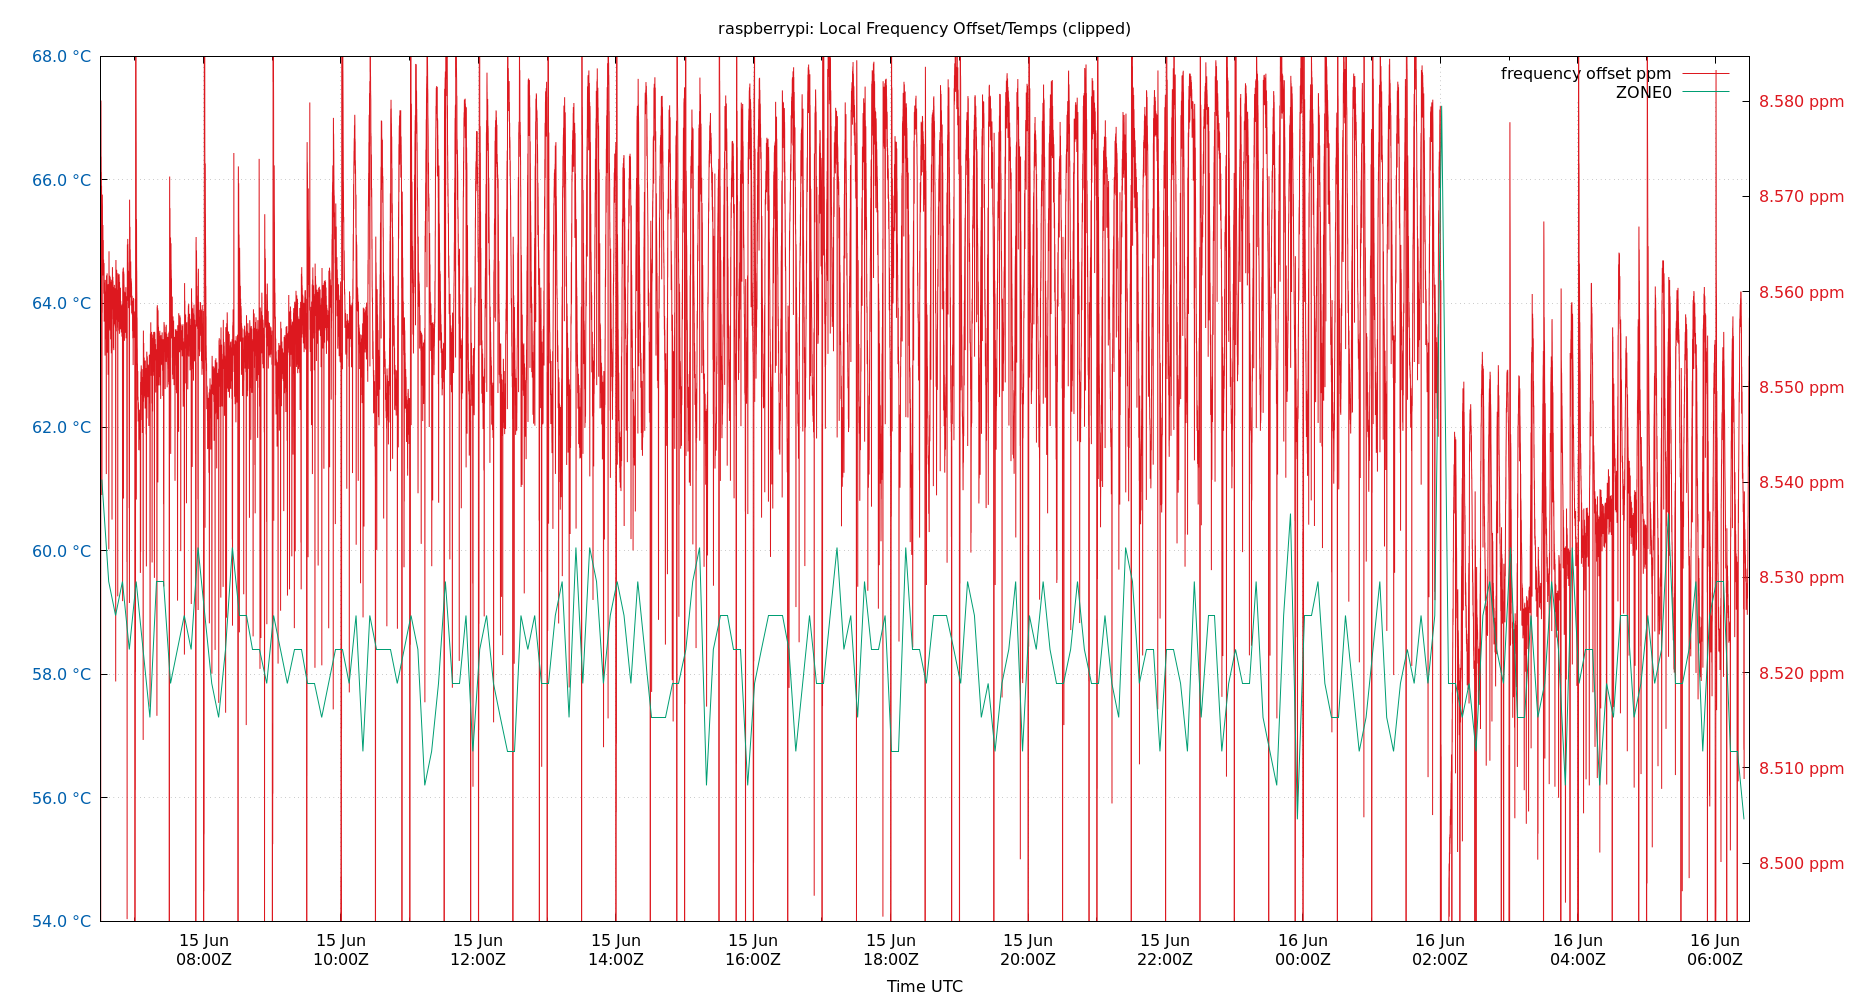 raspberrypi: Local Frequency Offset/Temps (clipped)
68.0 °C
66.0 °C
64.0 °C
62.0 °C
60.0 °C
58.0 °C
56.0 °C
54.0 °C
frequency offset ppm
ZONE0
8.580 ppm
8.570 ppm
8.560 ppm
8.550 ppm
8.540 ppm
8.530 ppm
8.520 ppm
8.510 ppm
8.500 ppm
15 Jun 15 Jun 15 Jun 15 Jun 15 Jun 15 Jun 15 Jun 15 Jun 16 Jun 16 Jun 16 Jun 16 Jun
08:00Z 10:00Z 12:00Z 14:00Z 16:00Z 18:00Z 20:00Z 22:00Z 00:00Z 02:00Z 04:00Z 06:00Z
Time UTC